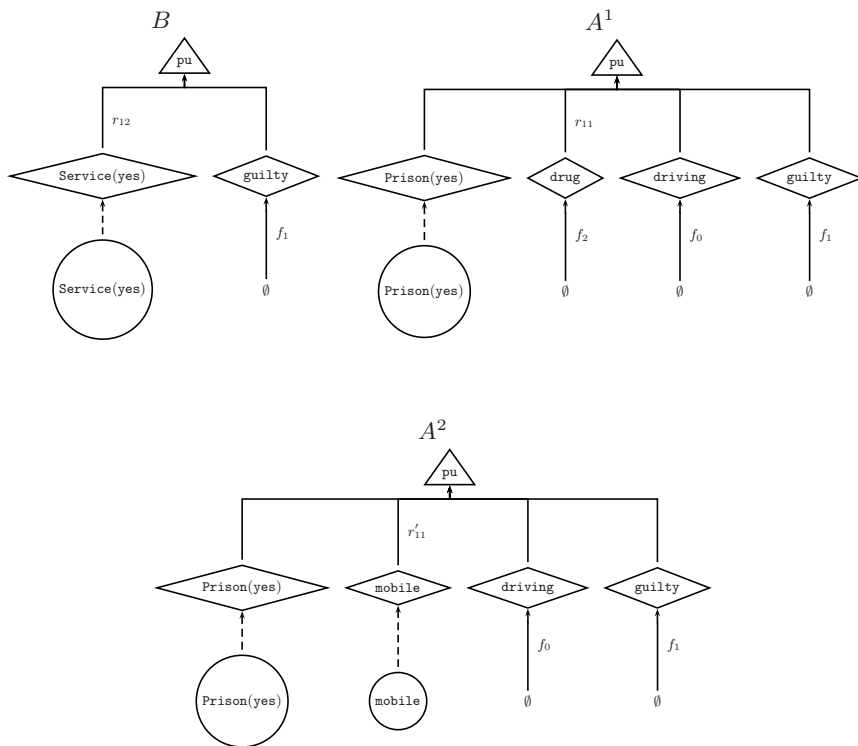 B A¹
pu pu
r₁₂ r₁₁
Service(yes) guilty Prison(yes) drug driving guilty
f₁ f₂ f₀ f₁
Service(yes) ∅ Prison(yes) ∅ ∅ ∅
A²
pu
r′₁₁
Prison(yes) mobile driving guilty
f₀ f₁
Prison(yes) mobile ∅ ∅